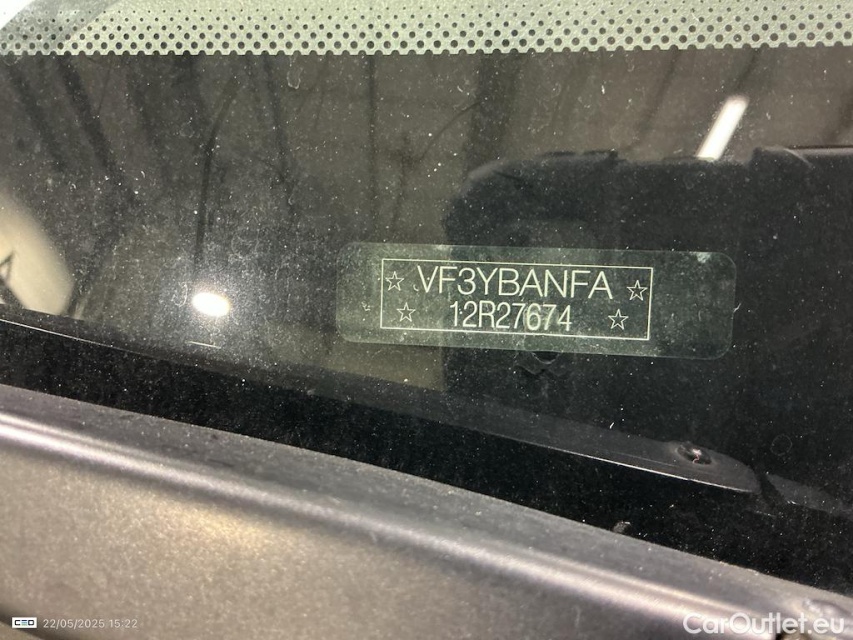 ☆ VF3YBANFA ☆
☆ 12R27674 ☆
22/05/2025 15:22
CarOutlet.eu